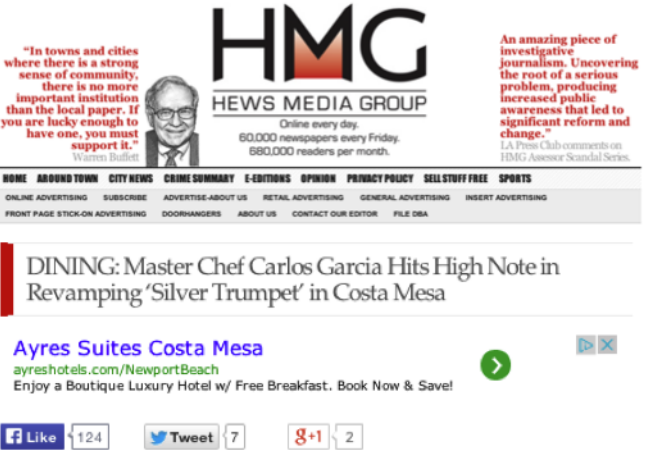 "In towns and cities
where there is a strong
sense of community,
there is no more
important institution
than the local paper. If
you are lucky enough to
have one, you must
support it."
Warren Buffett
HMG
HEWS MEDIA GROUP
Online every day.
60,000 newspapers every Friday.
680,000 readers per month.
An amazing piece of
investigative
journalism. Uncovering
the root of a serious
problem, producing
increased public
awareness that led to
significant reform and
change."
LA Press Club comments on
HMG Assessor Scandal Series.
HOME AROUND TOWN CITY NEWS CRIME SUMMARY E-EDITIONS OPINION PRIVACY POLICY SELL STUFF FREE SPORTS
ONLINE ADVERTISING SUBSCRIBE ADVERTISE-ABOUT US RETAIL ADVERTISING GENERAL ADVERTISING INSERT ADVERTISING
FRONT PAGE STICK-ON ADVERTISING DOORHANGERS ABOUT US CONTACT OUR EDITOR FILE DBA
DINING: Master Chef Carlos Garcia Hits High Note in
Revamping 'Silver Trumpet' in Costa Mesa
Ayres Suites Costa Mesa
ayreshotels.com/NewportBeach
Enjoy a Boutique Luxury Hotel w/ Free Breakfast. Book Now & Save!
f Like 124 Tweet 7 g+1 2